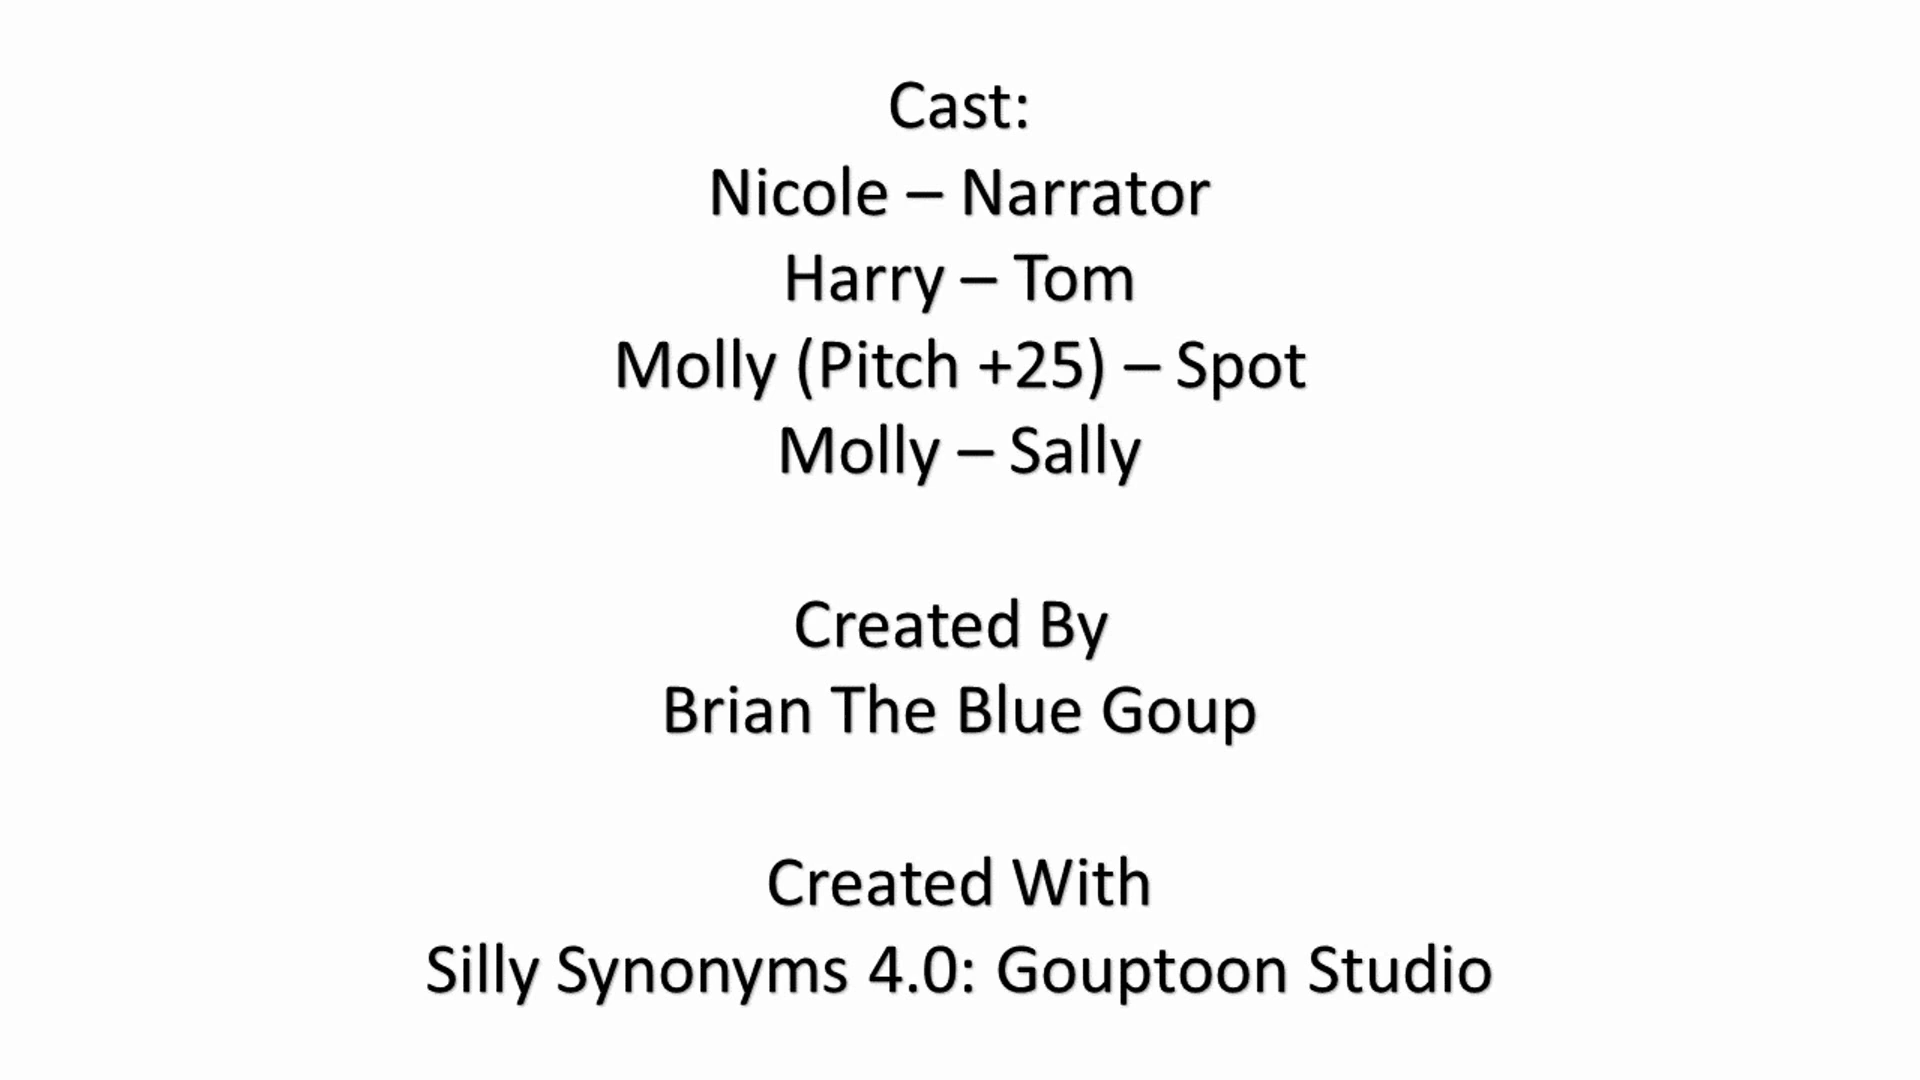 Cast:
Nicole – Narrator
Harry – Tom
Molly (Pitch +25) – Spot
Molly – Sally
Created By
Brian The Blue Goup
Created With
Silly Synonyms 4.0: Gouptoon Studio